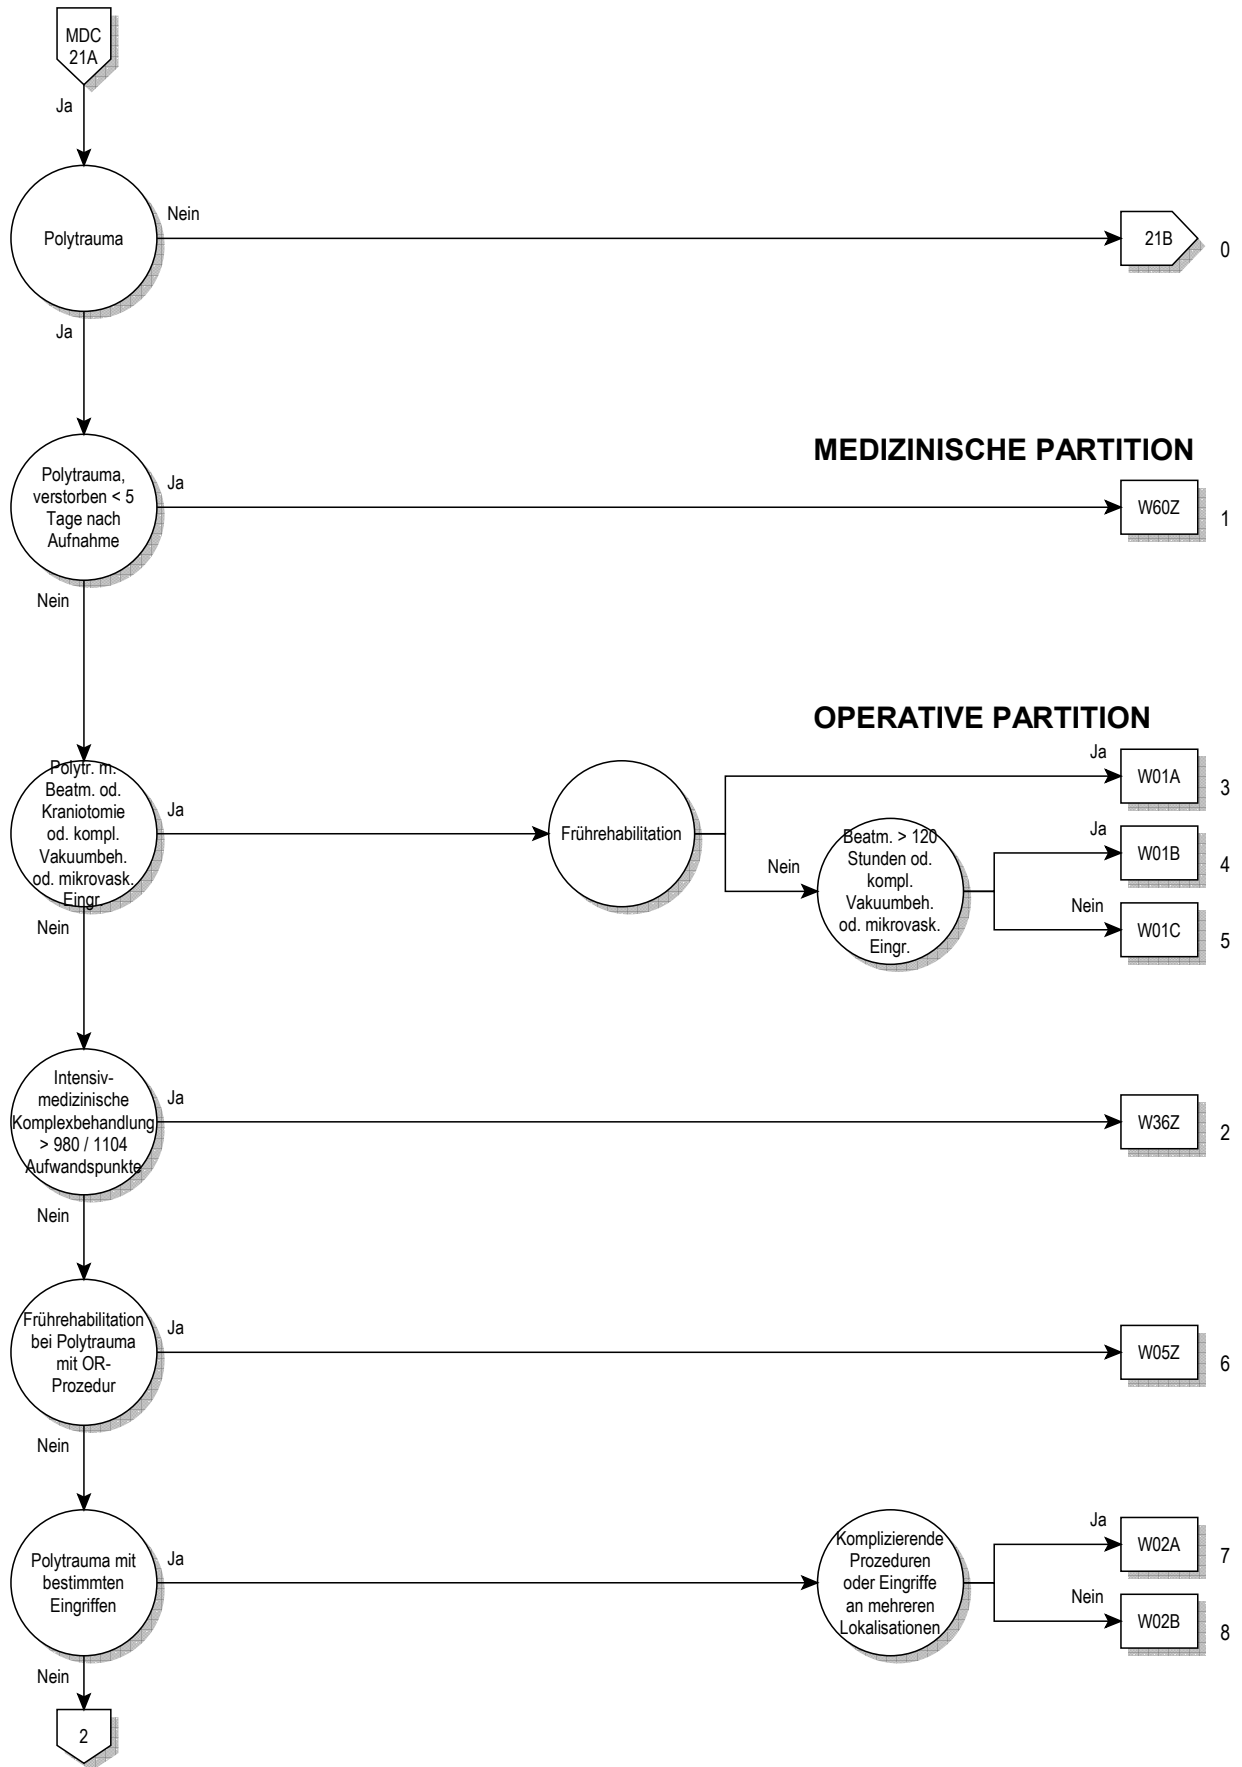 MDC
21A
Ja
Polytrauma
Nein
21B
0
Ja
MEDIZINISCHE PARTITION
Polytrauma,
verstorben < 5
Tage nach
Aufnahme
Ja
W60Z
1
Nein
OPERATIVE PARTITION
Polytr. m.
Beatm. od.
Kraniotomie
od. kompl.
Vakuumbeh.
od. mikrovask.
Eingr.
Ja
Frührehabilitation
Ja
W01A
3
Nein
Beatm. > 120
Stunden od.
kompl.
Vakuumbeh.
od. mikrovask.
Eingr.
Ja
W01B
4
Nein
W01C
5
Nein
Intensiv-
medizinische
Komplexbehandlung
> 980 / 1104
Aufwandspunkte
Ja
W36Z
2
Nein
Frührehabilitation
bei Polytrauma
mit OR-
Prozedur
Ja
W05Z
6
Nein
Polytrauma mit
bestimmten
Eingriffen
Ja
Komplizierende
Prozeduren
oder Eingriffe
an mehreren
Lokalisationen
Ja
W02A
7
Nein
W02B
8
Nein
2